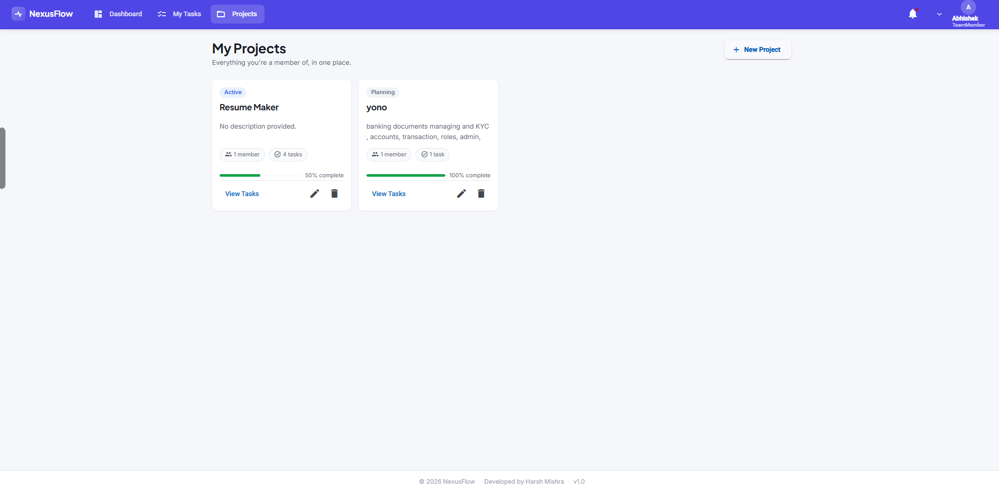 NexusFlow
Dashboard
My Tasks
Projects
A
Abhishek
TeamMember
My Projects
Everything you're a member of, in one place.
+ New Project
Active
Resume Maker
No description provided.
1 member
4 tasks
50% complete
View Tasks
Planning
yono
banking documents managing and KYC
, accounts, transaction, roles, admin,
1 member
1 task
100% complete
View Tasks
© 2026 NexusFlow · Developed by Harsh Mishra · v1.0